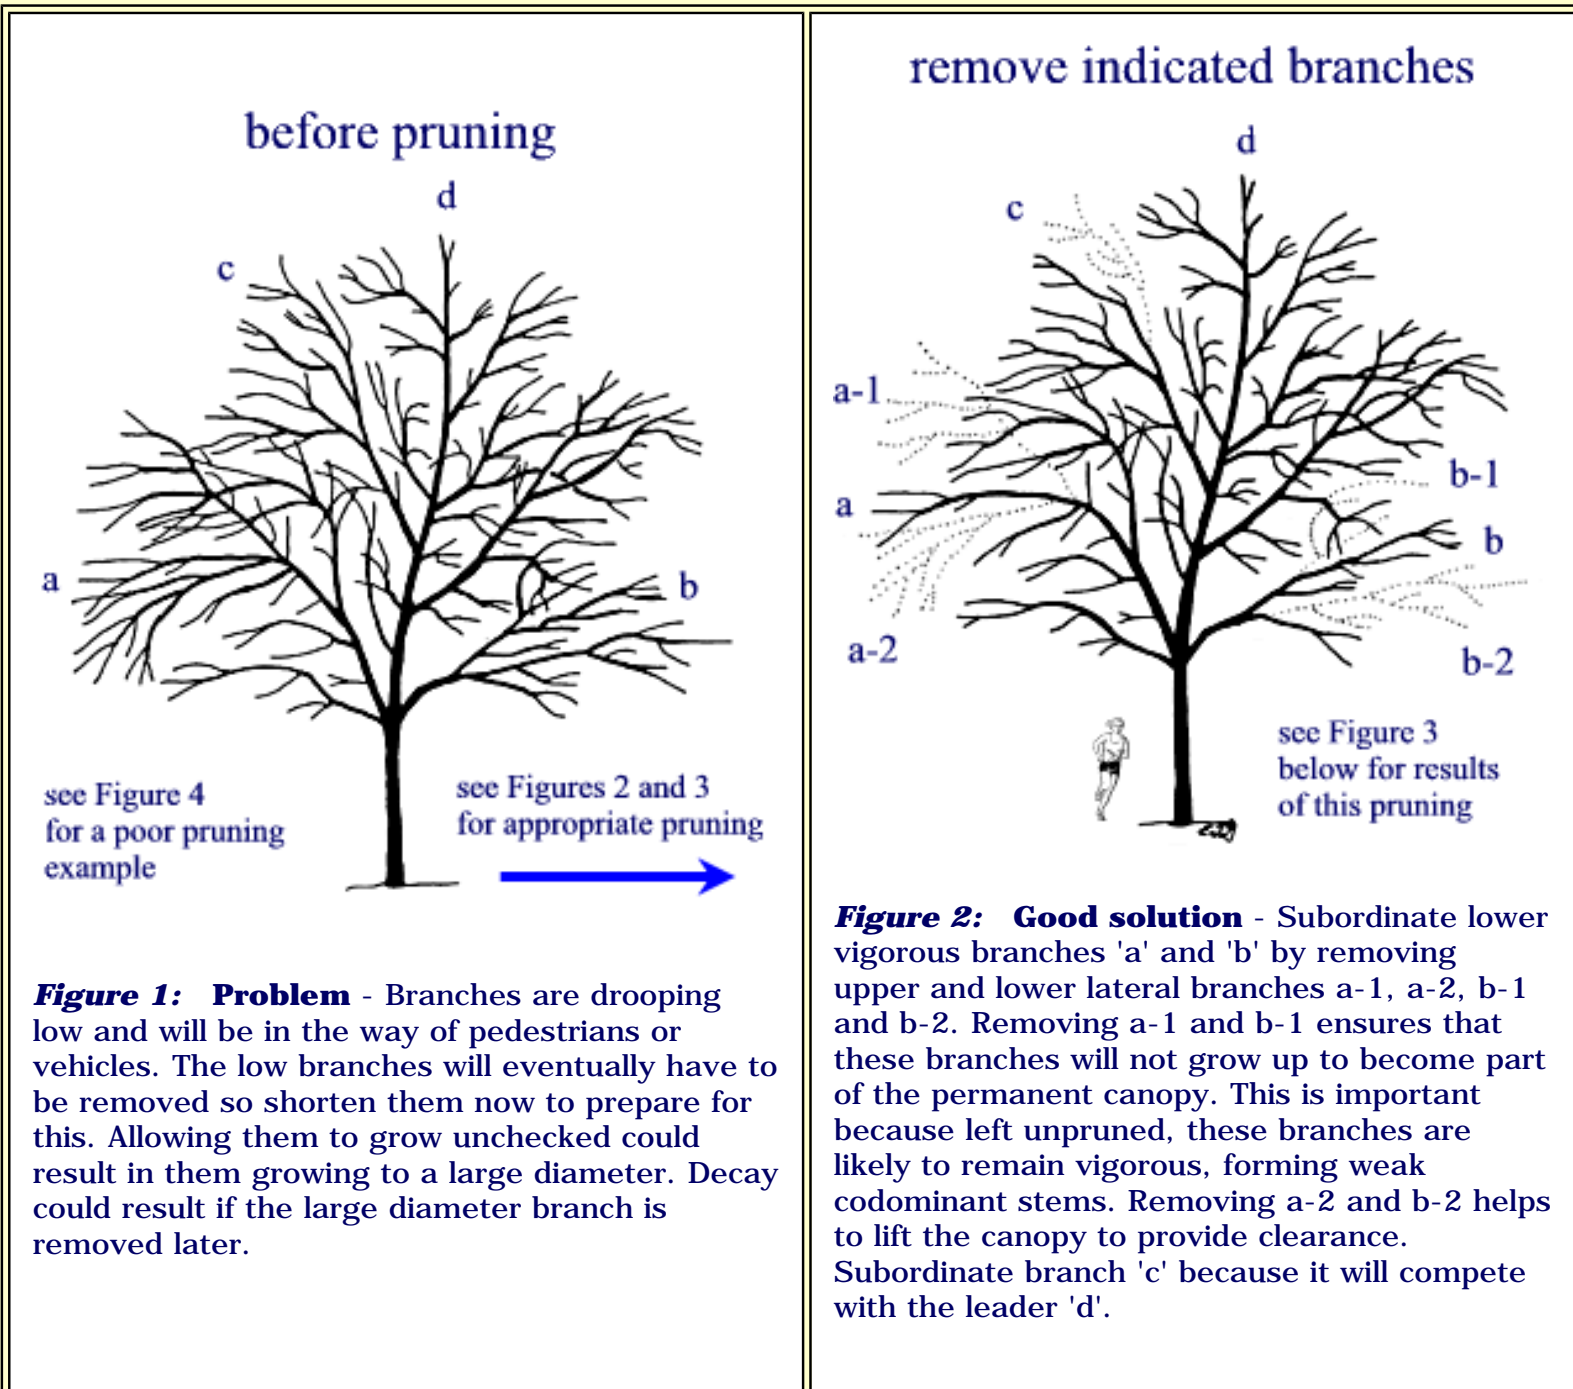 before pruning
d
c
a
b
see Figure 4
for a poor pruning
example
see Figures 2 and 3
for appropriate pruning
Figure 1: Problem - Branches are drooping
low and will be in the way of pedestrians or
vehicles. The low branches will eventually have to
be removed so shorten them now to prepare for
this. Allowing them to grow unchecked could
result in them growing to a large diameter. Decay
could result if the large diameter branch is
removed later.
remove indicated branches
d
c
a-1
a
b-1
b
a-2
b-2
see Figure 3
below for results
of this pruning
Figure 2: Good solution - Subordinate lower
vigorous branches 'a' and 'b' by removing
upper and lower lateral branches a-1, a-2, b-1
and b-2. Removing a-1 and b-1 ensures that
these branches will not grow up to become part
of the permanent canopy. This is important
because left unpruned, these branches are
likely to remain vigorous, forming weak
codominant stems. Removing a-2 and b-2 helps
to lift the canopy to provide clearance.
Subordinate branch 'c' because it will compete
with the leader 'd'.